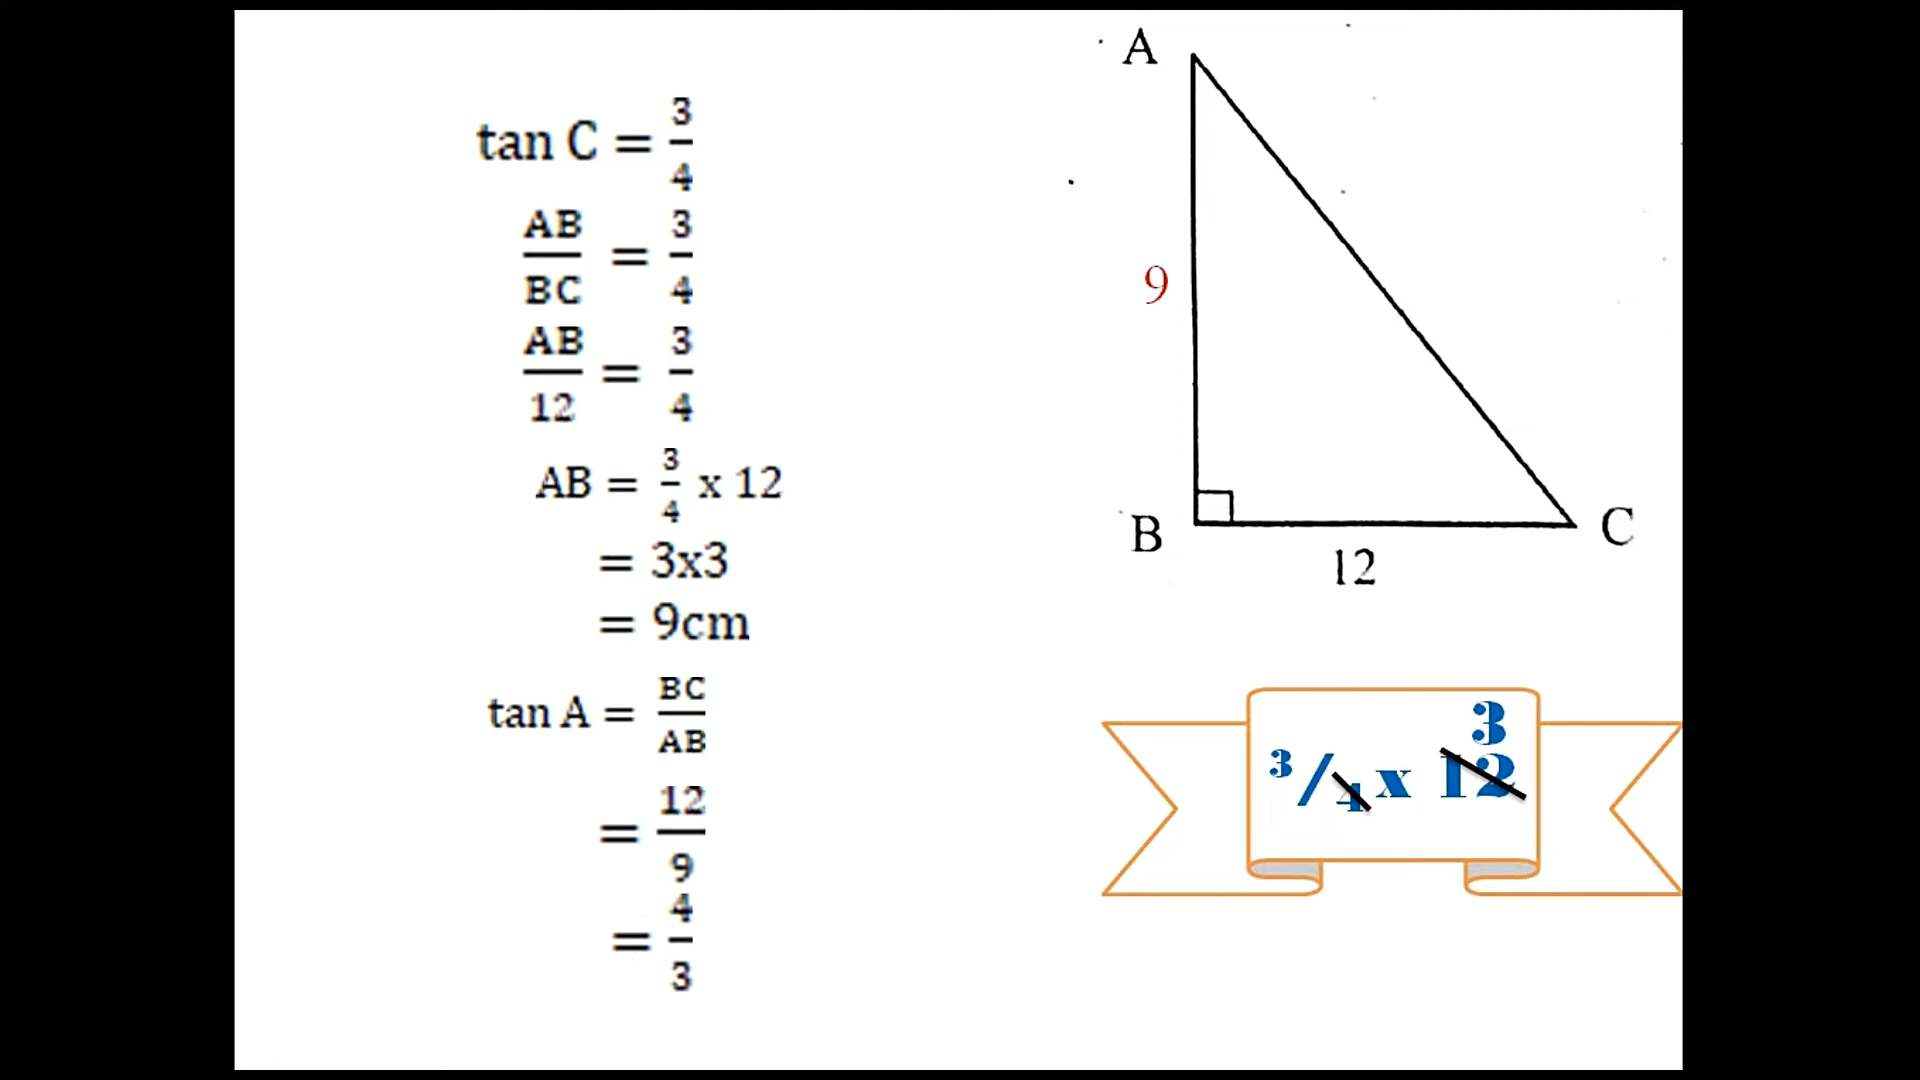 tan C = 3/4
AB/BC = 3/4
AB/12 = 3/4
AB = 3/4 x 12
= 3x3
= 9cm
tan A = BC/AB
= 12/9
= 4/3
A
9
B
C
12
3
3/4 x 12